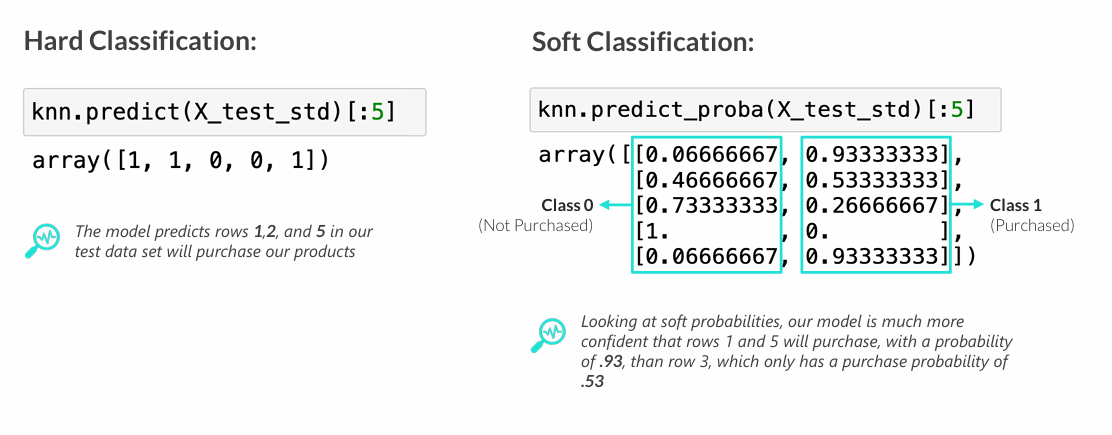 Hard Classification:
knn.predict(X_test_std)[:5]
array([1, 1, 0, 0, 1])
The model predicts rows 1,2, and 5 in our
test data set will purchase our products
Soft Classification:
knn.predict_proba(X_test_std)[:5]
array([[0.06666667, 0.93333333],
[0.46666667, 0.53333333],
[0.73333333, 0.26666667],
[1. , 0. ],
[0.06666667, 0.93333333]])
Class 0
(Not Purchased)
Class 1
(Purchased)
Looking at soft probabilities, our model is much more
confident that rows 1 and 5 will purchase, with a probability
of .93, than row 3, which only has a purchase probability of
.53